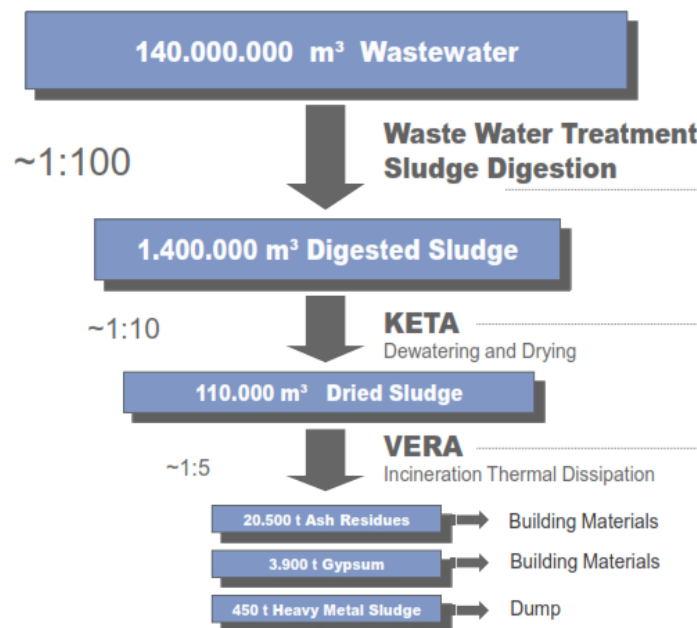 140.000.000 m³ Wastewater
~1:100
Waste Water Treatment
Sludge Digestion
1.400.000 m³ Digested Sludge
~1:10
KETA
Dewatering and Drying
110.000 m³ Dried Sludge
~1:5
VERA
Incineration Thermal Dissipation
20.500 t Ash Residues
Building Materials
3.900 t Gypsum
Building Materials
450 t Heavy Metal Sludge
Dump